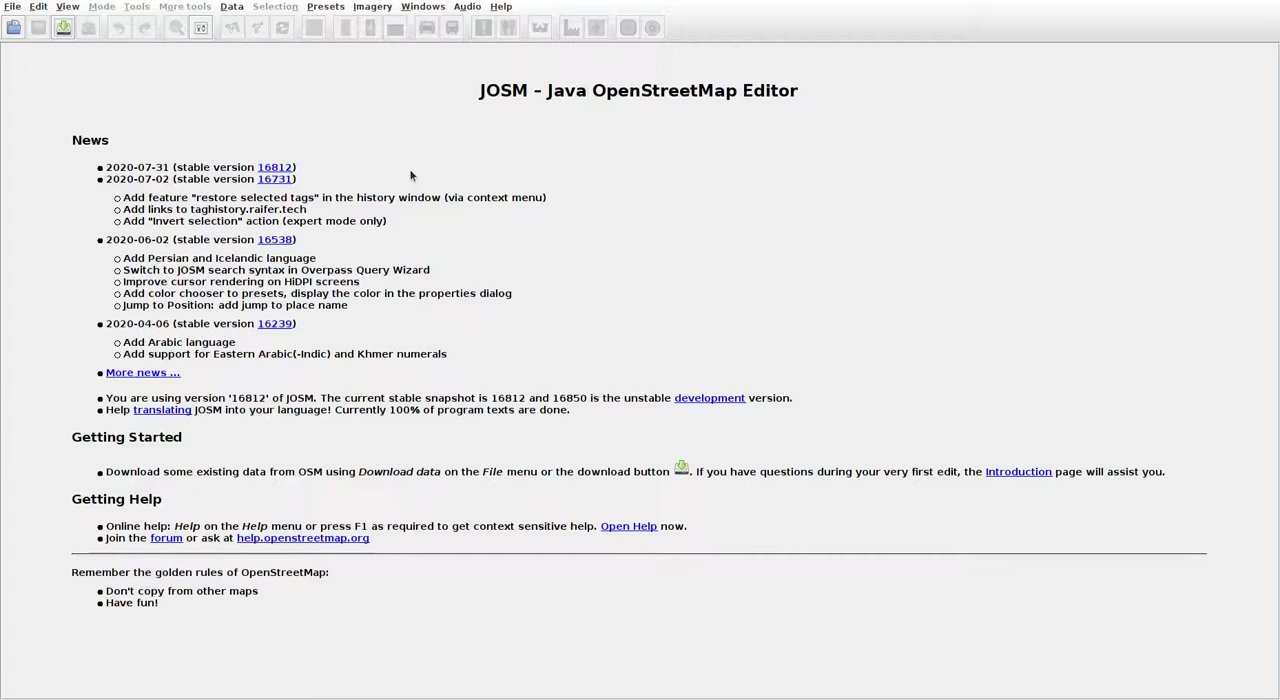 File Edit View Mode Tools More tools Data Selection Presets Imagery Windows Audio Help
JOSM – Java OpenStreetMap Editor
News
2020-07-31 (stable version 16812)
2020-07-02 (stable version 16731)
Add feature "restore selected tags" in the history window (via context menu)
Add links to taghistory.raifer.tech
Add "Invert selection" action (expert mode only)
2020-06-02 (stable version 16538)
Add Persian and Icelandic language
Switch to JOSM search syntax in Overpass Query Wizard
Improve cursor rendering on HiDPI screens
Add color chooser to presets, display the color in the properties dialog
Jump to Position: add jump to place name
2020-04-06 (stable version 16239)
Add Arabic language
Add support for Eastern Arabic(-Indic) and Khmer numerals
More news ...
You are using version '16812' of JOSM. The current stable snapshot is 16812 and 16850 is the unstable development version.
Help translating JOSM into your language! Currently 100% of program texts are done.
Getting Started
Download some existing data from OSM using Download data on the File menu or the download button . If you have questions during your very first edit, the Introduction page will assist you.
Getting Help
Online help: Help on the Help menu or press F1 as required to get context sensitive help. Open Help now.
Join the forum or ask at help.openstreetmap.org
Remember the golden rules of OpenStreetMap:
Don't copy from other maps
Have fun!